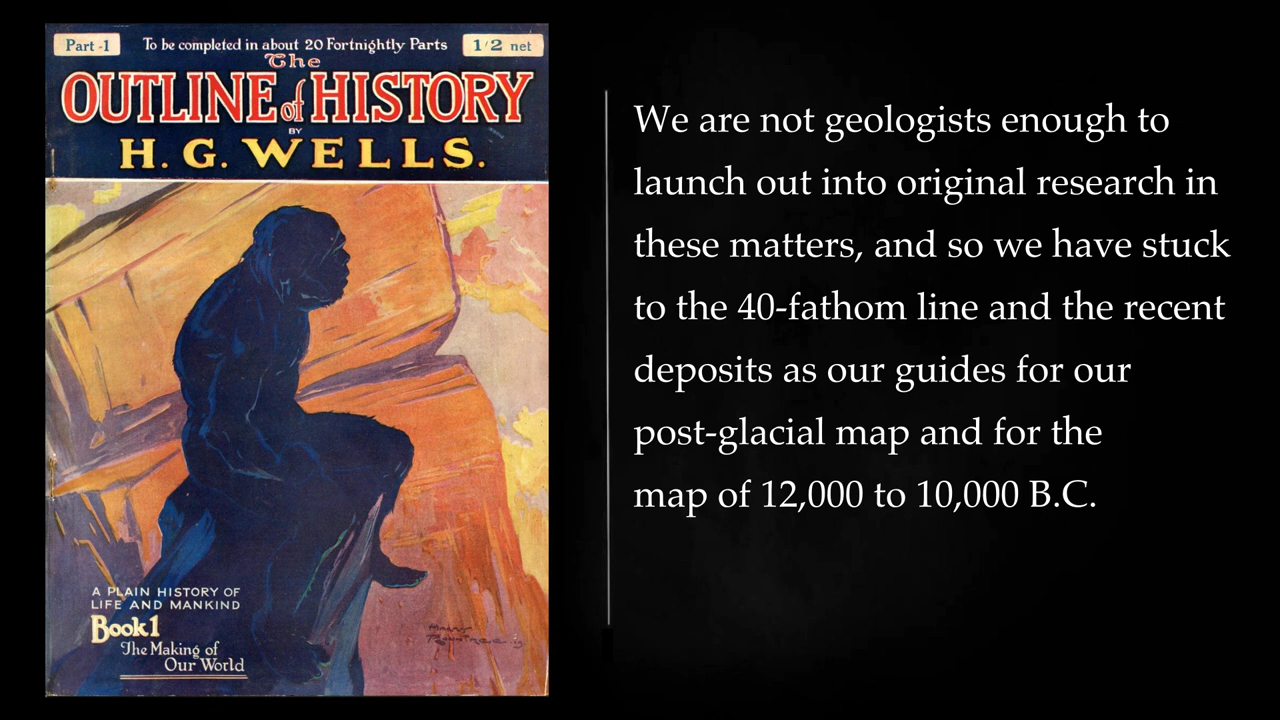 Part -1
To be completed in about 20 Fortnightly Parts
1/2 net
The
OUTLINE of HISTORY
BY
H. G. WELLS.
A PLAIN HISTORY OF
LIFE AND MANKIND
Book 1
The Making of
Our World
We are not geologists enough to
launch out into original research in
these matters, and so we have stuck
to the 40-fathom line and the recent
deposits as our guides for our
post-glacial map and for the
map of 12,000 to 10,000 B.C.